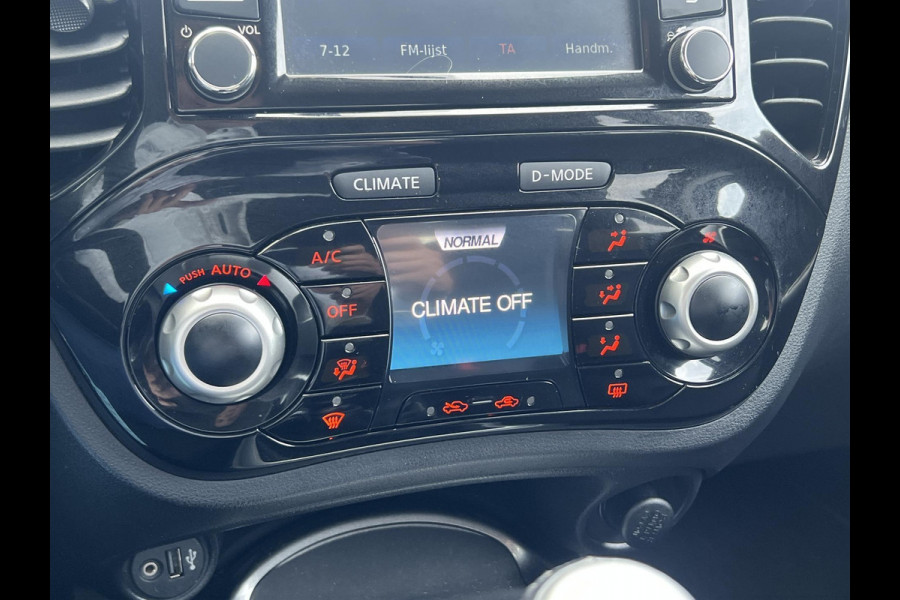 VOL
7-12 FM-lijst TA Handm.
CLIMATE D-MODE
NORMAL
A/C
PUSH AUTO
OFF
CLIMATE OFF